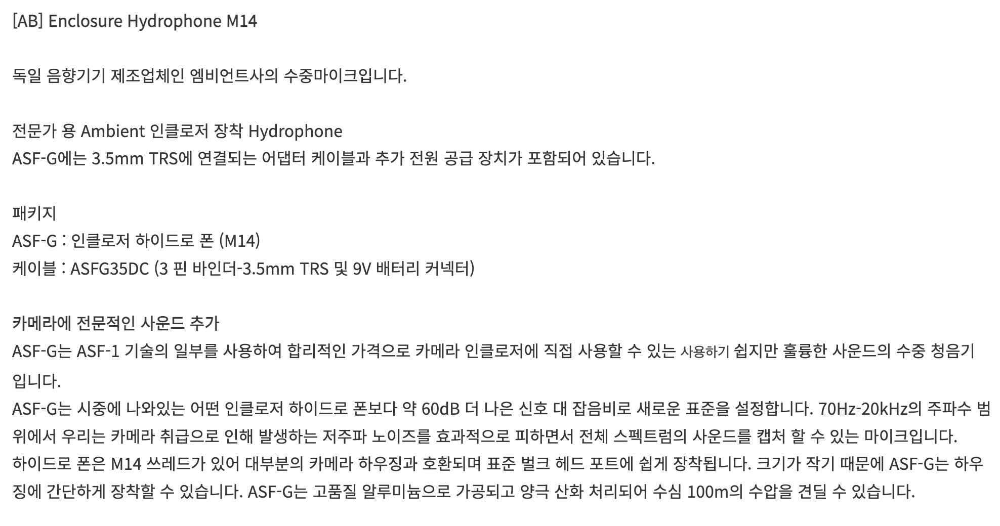 [AB] Enclosure Hydrophone M14
독일 음향기기 제조업체인 엠비언트사의 수중마이크입니다.
전문가 용 Ambient 인클로저 장착 Hydrophone
ASF-G에는 3.5mm TRS에 연결되는 어댑터 케이블과 추가 전원 공급 장치가 포함되어 있습니다.
패키지
ASF-G : 인클로저 하이드로 폰 (M14)
케이블 : ASFG35DC (3 핀 바인더-3.5mm TRS 및 9V 배터리 커넥터)
카메라에 전문적인 사운드 추가
ASF-G는 ASF-1 기술의 일부를 사용하여 합리적인 가격으로 카메라 인클로저에 직접 사용할 수 있는 사용하기 쉽지만 훌륭한 사운드의 수중 청음기
입니다.
ASF-G는 시중에 나와있는 어떤 인클로저 하이드로 폰보다 약 60dB 더 나은 신호 대 잡음비로 새로운 표준을 설정합니다. 70Hz-20kHz의 주파수 범
위에서 우리는 카메라 취급으로 인해 발생하는 저주파 노이즈를 효과적으로 피하면서 전체 스펙트럼의 사운드를 캡처 할 수 있는 마이크입니다.
하이드로 폰은 M14 쓰레드가 있어 대부분의 카메라 하우징과 호환되며 표준 벌크 헤드 포트에 쉽게 장착됩니다. 크기가 작기 때문에 ASF-G는 하우
징에 간단하게 장착할 수 있습니다. ASF-G는 고품질 알루미늄으로 가공되고 양극 산화 처리되어 수심 100m의 수압을 견딜 수 있습니다.